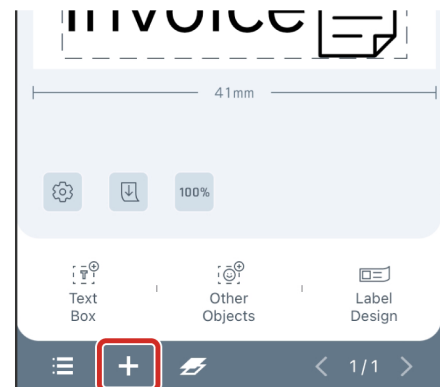 Invoice
41mm
100%
Text
Box
Other
Objects
Label
Design
1/1